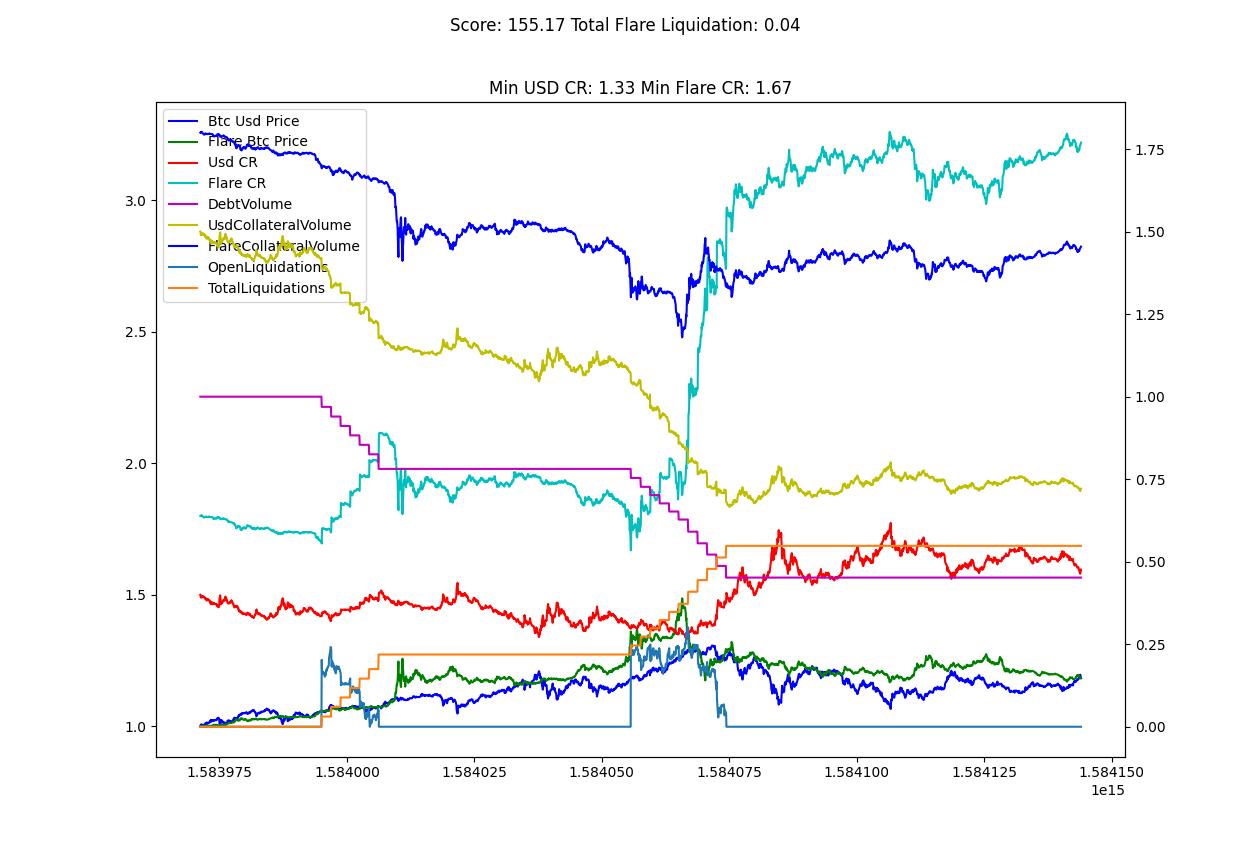 Score: 155.17 Total Flare Liquidation: 0.04
Min USD CR: 1.33 Min Flare CR: 1.67
Btc Usd Price
Flare Btc Price
Usd CR
Flare CR
DebtVolume
UsdCollateralVolume
FlareCollateralVolume
OpenLiquidations
TotalLiquidations
3.0
2.5
2.0
1.5
1.0
1.75
1.50
1.25
1.00
0.75
0.50
0.25
0.00
1.583975 1.584000 1.584025 1.584050 1.584075 1.584100 1.584125 1.584150
1e15